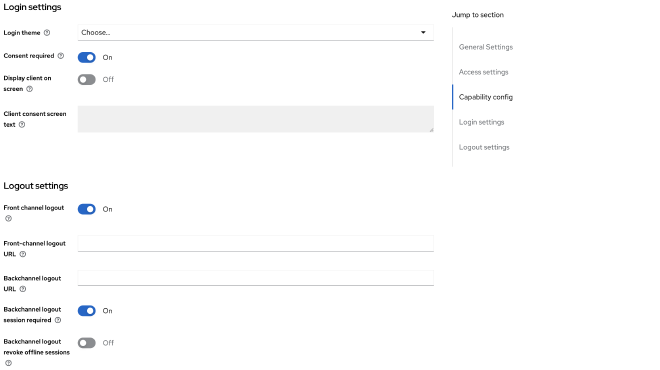 Login settings
Login theme
Choose...
Consent required
On
Display client on
screen
Off
Client consent screen
text
Logout settings
Front channel logout
On
Front-channel logout
URL
Backchannel logout
URL
Backchannel logout
session required
On
Backchannel logout
revoke offline sessions
Off
Jump to section
General Settings
Access settings
Capability config
Login settings
Logout settings